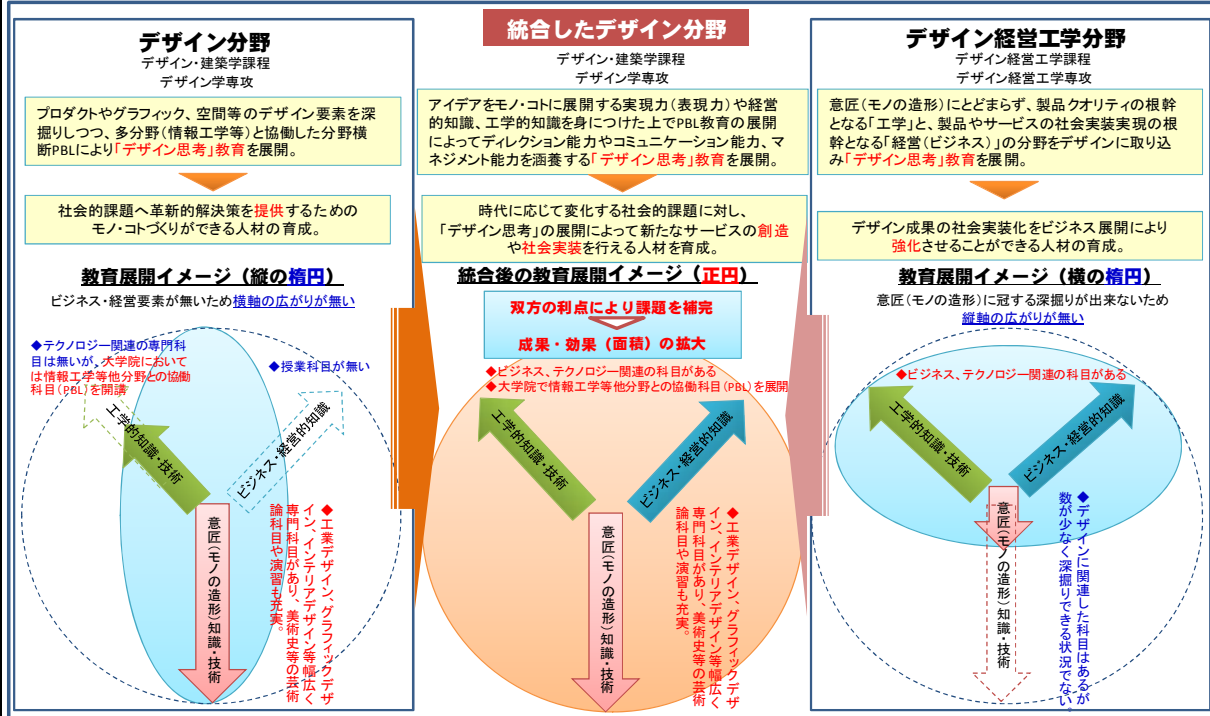 デザイン分野
デザイン・建築学課程
デザイン学専攻
プロダクトやグラフィック、空間等のデザイン要素を深
掘りしつつ、多分野(情報工学等)と協働した分野横
断PBLにより「デザイン思考」教育を展開。
社会的課題へ革新的解決策を提供するための
モノ・コトづくりができる人材の育成。
教育展開イメージ(縦の楕円)
ビジネス・経営要素が無いため横軸の広がりが無い
◆テクノロジー関連の専門科
目は無いが、大学院において
は情報工学等他分野との協働
科目(PBL)を開講
◆授業科目が無い
工学的知識・技術
ビジネス・経営的知識
意匠(モノの造形)知識・技術
◆工業デザイン、グラフィックデザ
イン、インテリアデザイン等幅広く
専門科目があり、美術史等の芸術
論科目や演習も充実。
統合したデザイン分野
デザイン・建築学課程
デザイン学専攻
アイデアをモノ・コトに展開する実現力(表現力)や経営
的知識、工学的知識を身につけた上でPBL教育の展開
によってディレクション能力やコミュニケーション能力、マ
ネジメント能力を涵養する「デザイン思考」教育を展開。
時代に応じて変化する社会的課題に対し、
「デザイン思考」の展開によって新たなサービスの創造
や社会実装を行える人材を育成。
統合後の教育展開イメージ(正円)
双方の利点により課題を補完
成果・効果(面積)の拡大
◆ビジネス、テクノロジー関連の科目がある
◆大学院で情報工学等他分野との協働科目(PBL)を展開
工学的知識・技術
ビジネス・経営的知識
意匠(モノの造形)知識・技術
◆工業デザイン、グラフィックデザ
イン、インテリアデザイン等幅広く
専門科目があり、美術史等の芸術
論科目や演習も充実。
デザイン経営工学分野
デザイン経営工学課程
デザイン経営工学専攻
意匠(モノの造形)にとどまらず、製品クオリティの根幹
となる「工学」と、製品やサービスの社会実装実現の根
幹となる「経営(ビジネス)」の分野をデザインに取り込
み「デザイン思考」教育を展開。
デザイン成果の社会実装化をビジネス展開により
強化させることができる人材の育成。
教育展開イメージ(横の楕円)
意匠(モノの造形)に冠する深掘りが出来ないため
縦軸の広がりが無い
◆ビジネス、テクノロジー関連の科目がある
工学的知識・技術
ビジネス・経営的知識
意匠(モノの造形)知識・技術
◆デザインに関連した科目はあるが
数が少なく深掘りできる状況でない。